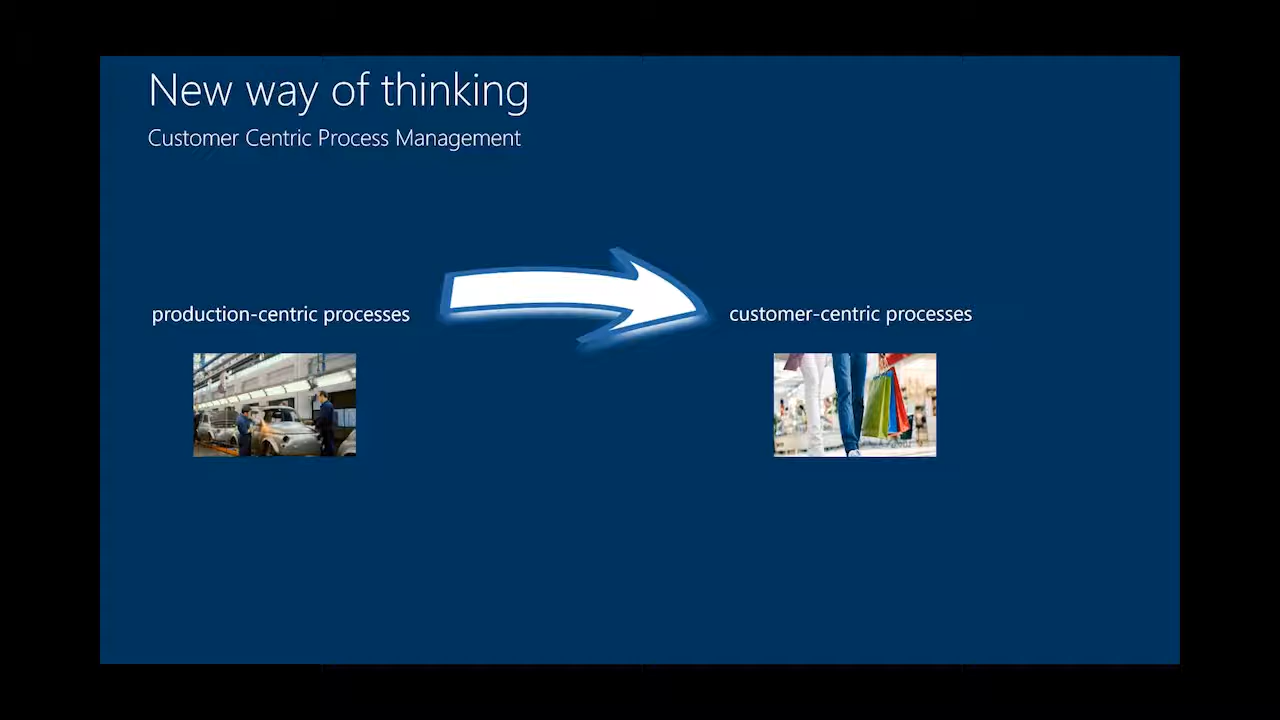 New way of thinking
Customer Centric Process Management
production-centric processes
customer-centric processes